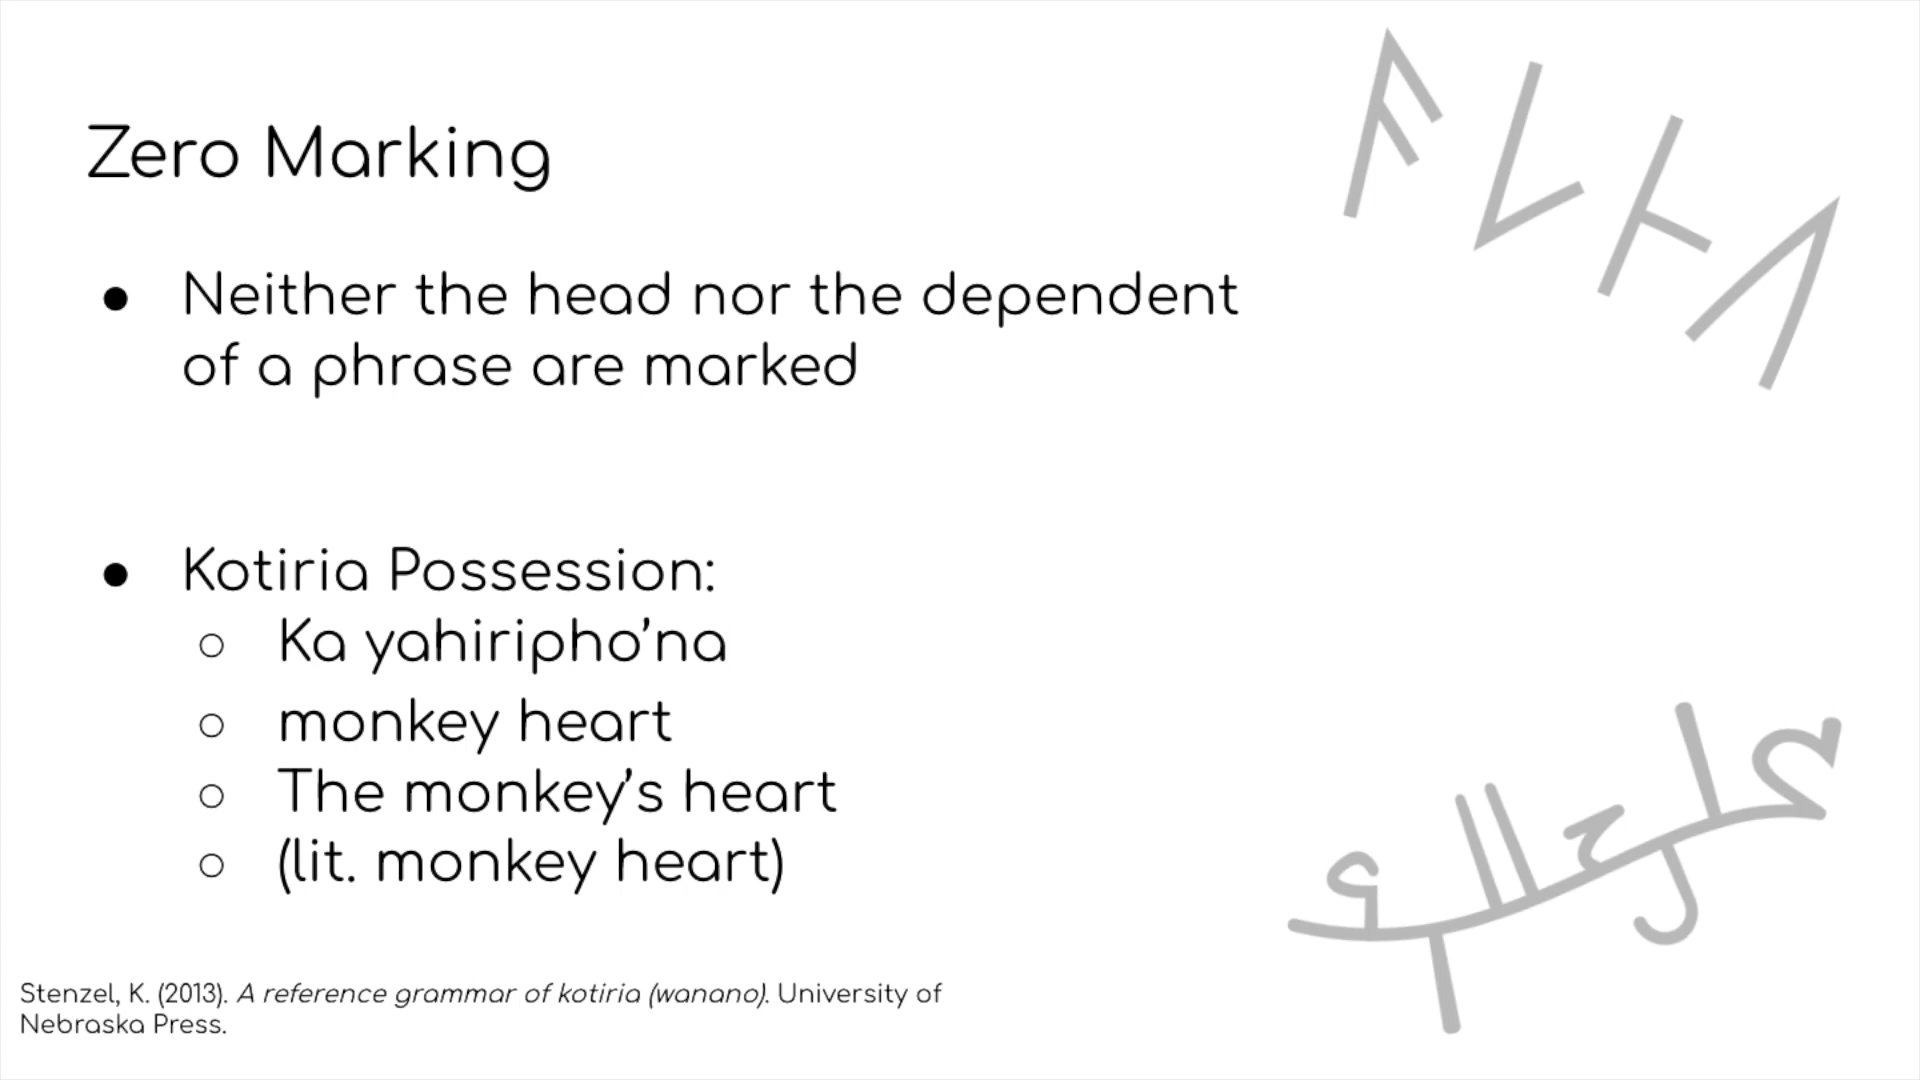 Zero Marking
● Neither the head nor the dependent
of a phrase are marked
● Kotiria Possession:
○ Ka yahiripho’na
○ monkey heart
○ The monkey’s heart
○ (lit. monkey heart)
Stenzel, K. (2013). A reference grammar of kotiria (wanano). University of
Nebraska Press.